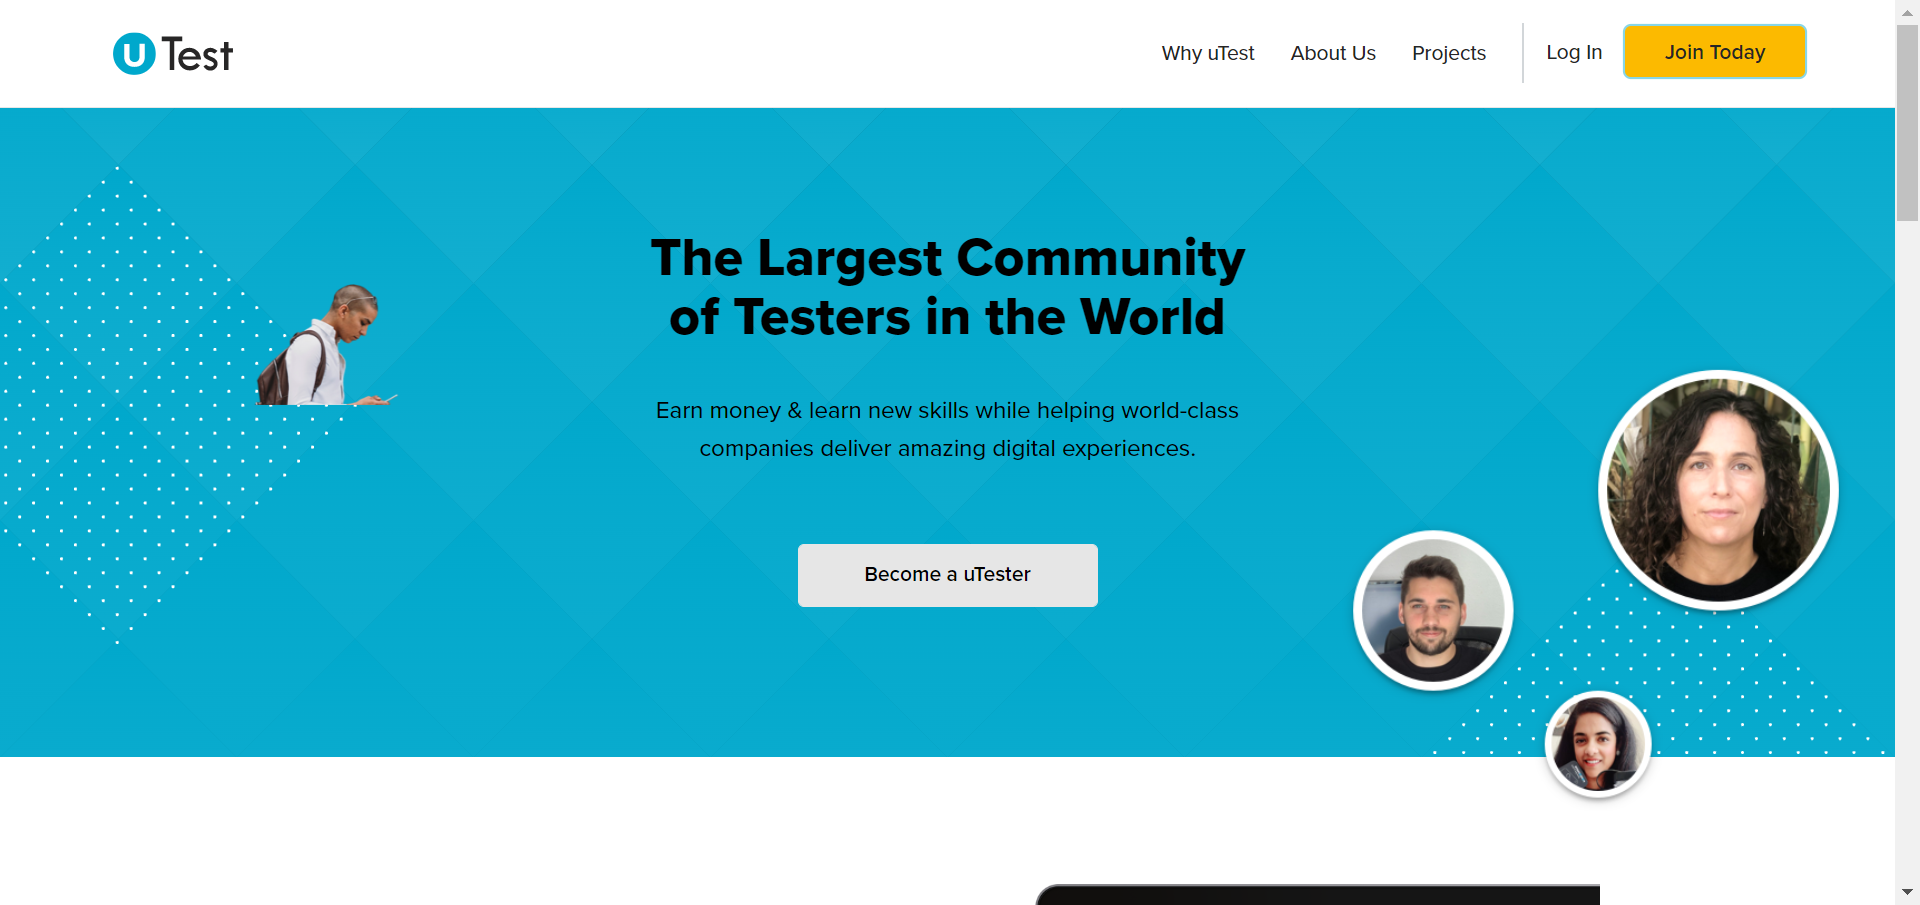 uTest
Why uTest
About Us
Projects
Log In
Join Today
The Largest Community
of Testers in the World
Earn money & learn new skills while helping world-class
companies deliver amazing digital experiences.
Become a uTester